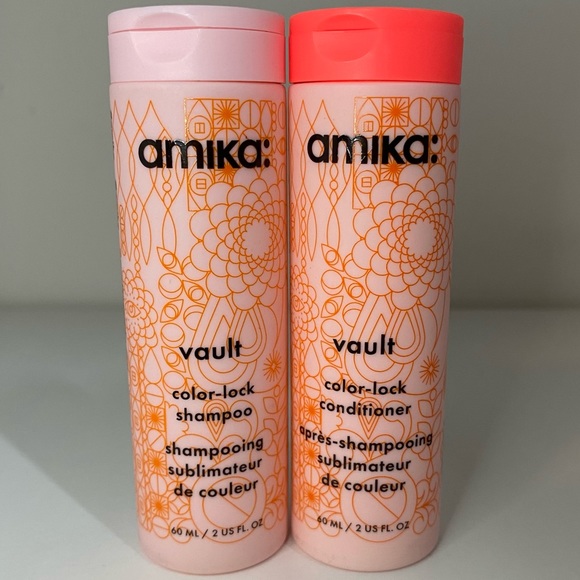 amika:
vault
color-lock
shampoo
shampooing
sublimateur
de couleur
60 ML / 2 US FL. OZ
amika:
vault
color-lock
conditioner
après-shampooing
sublimateur
de couleur
60 ML / 2 US FL. OZ